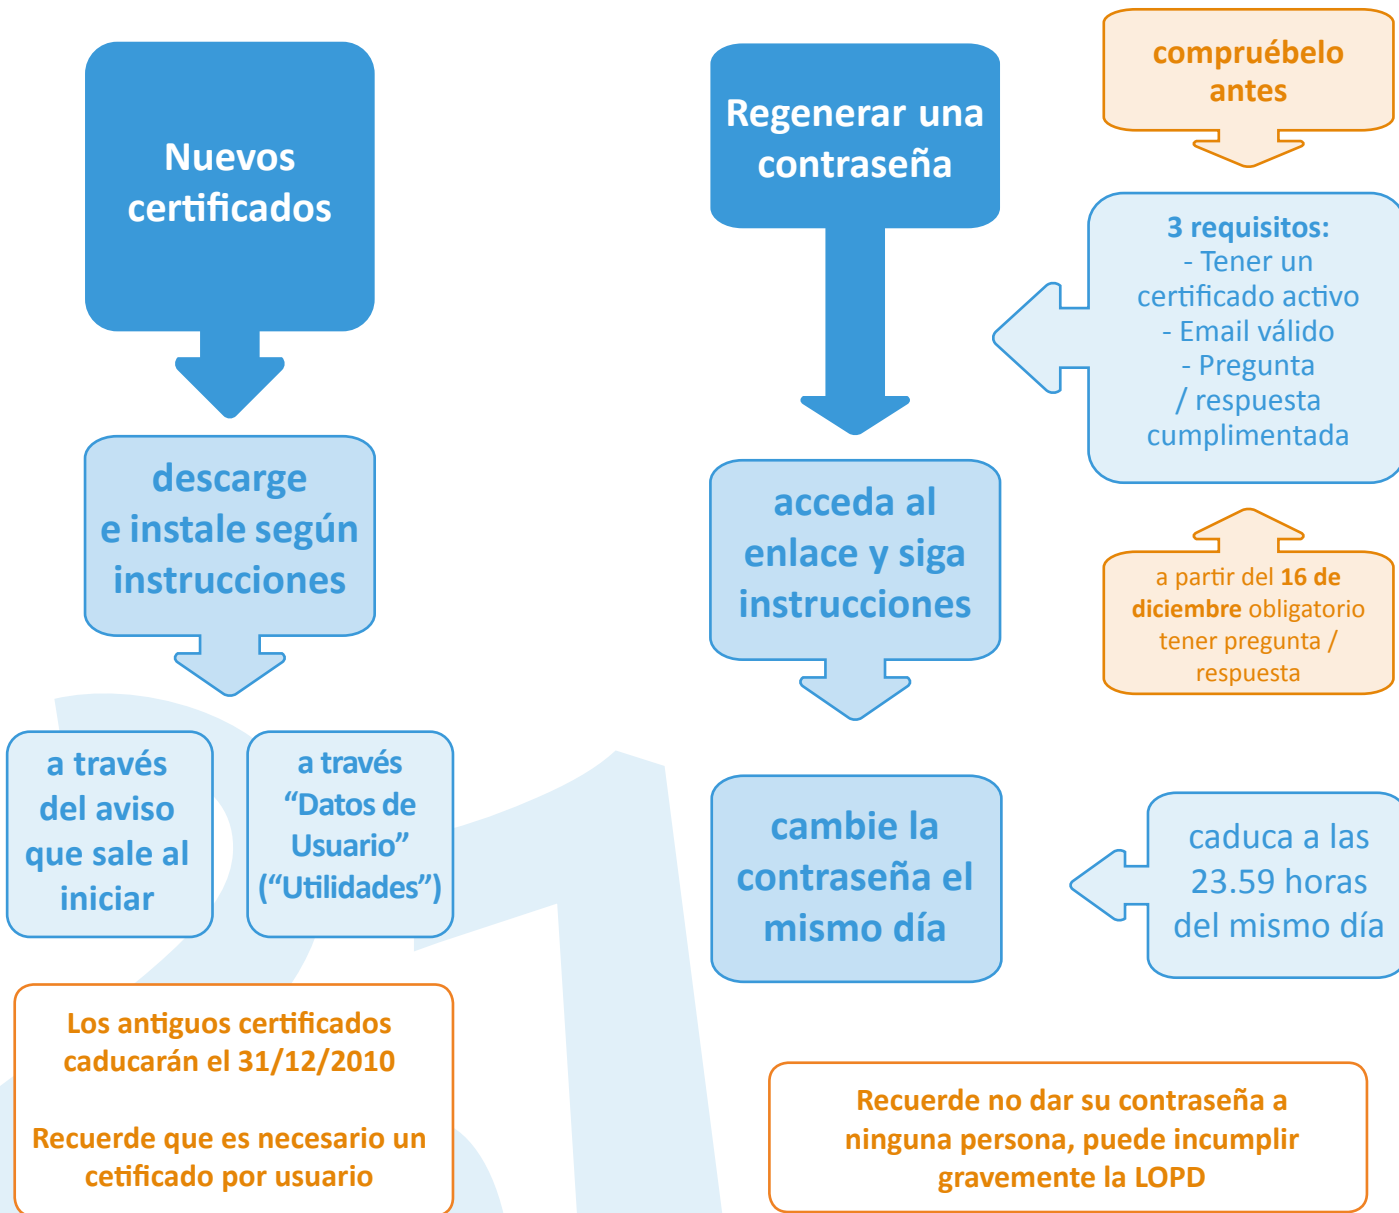 Nuevos
certificados
descarge
e instale según
instrucciones
a través
del aviso
que sale al
iniciar
a través
“Datos de
Usuario”
(“Utilidades”)
Los antiguos certificados
caducarán el 31/12/2010
Recuerde que es necesario un
cetificado por usuario
Regenerar una
contraseña
compruébelo
antes
3 requisitos:
- Tener un
certificado activo
- Email válido
- Pregunta
/ respuesta
cumplimentada
a partir del 16 de
diciembre obligatorio
tener pregunta /
respuesta
acceda al
enlace y siga
instrucciones
cambie la
contraseña el
mismo día
caduca a las
23.59 horas
del mismo día
Recuerde no dar su contraseña a
ninguna persona, puede incumplir
gravemente la LOPD